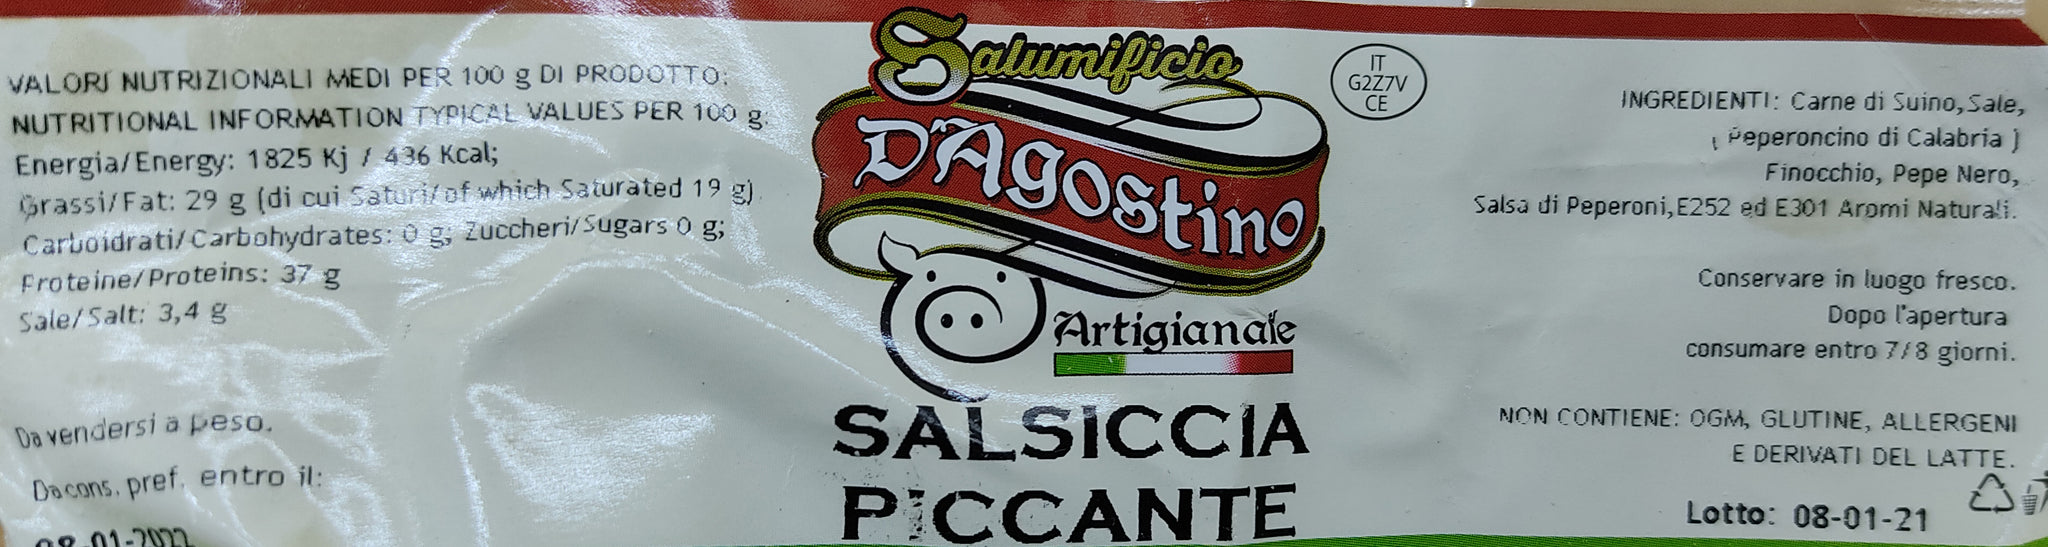 VALORI NUTRIZIONALI MEDI PER 100 g DI PRODOTTO:
NUTRITIONAL INFORMATION TYPICAL VALUES PER 100 g:
Energia/Energy: 1825 Kj / 436 Kcal;
Grassi/Fat: 29 g (di cui Saturi/of which Saturated 19 g)
Carboidrati/Carbohydrates: 0 g; Zuccheri/Sugars 0 g;
Proteine/Proteins: 37 g
Sale/Salt: 3,4 g
Da vendersi a peso.
Da cons. pref. entro il:
08-01-2022
Salumificio
D'Agostino
Artigianale
SALSICCIA
PICCANTE
IT
G2Z7V
CE
INGREDIENTI: Carne di Suino, Sale,
( Peperoncino di Calabria )
Finocchio, Pepe Nero,
Salsa di Peperoni, E252 ed E301 Aromi Naturali.
Conservare in luogo fresco.
Dopo l'apertura
consumare entro 7/8 giorni.
NON CONTIENE: OGM, GLUTINE, ALLERGENI
E DERIVATI DEL LATTE.
Lotto: 08-01-21